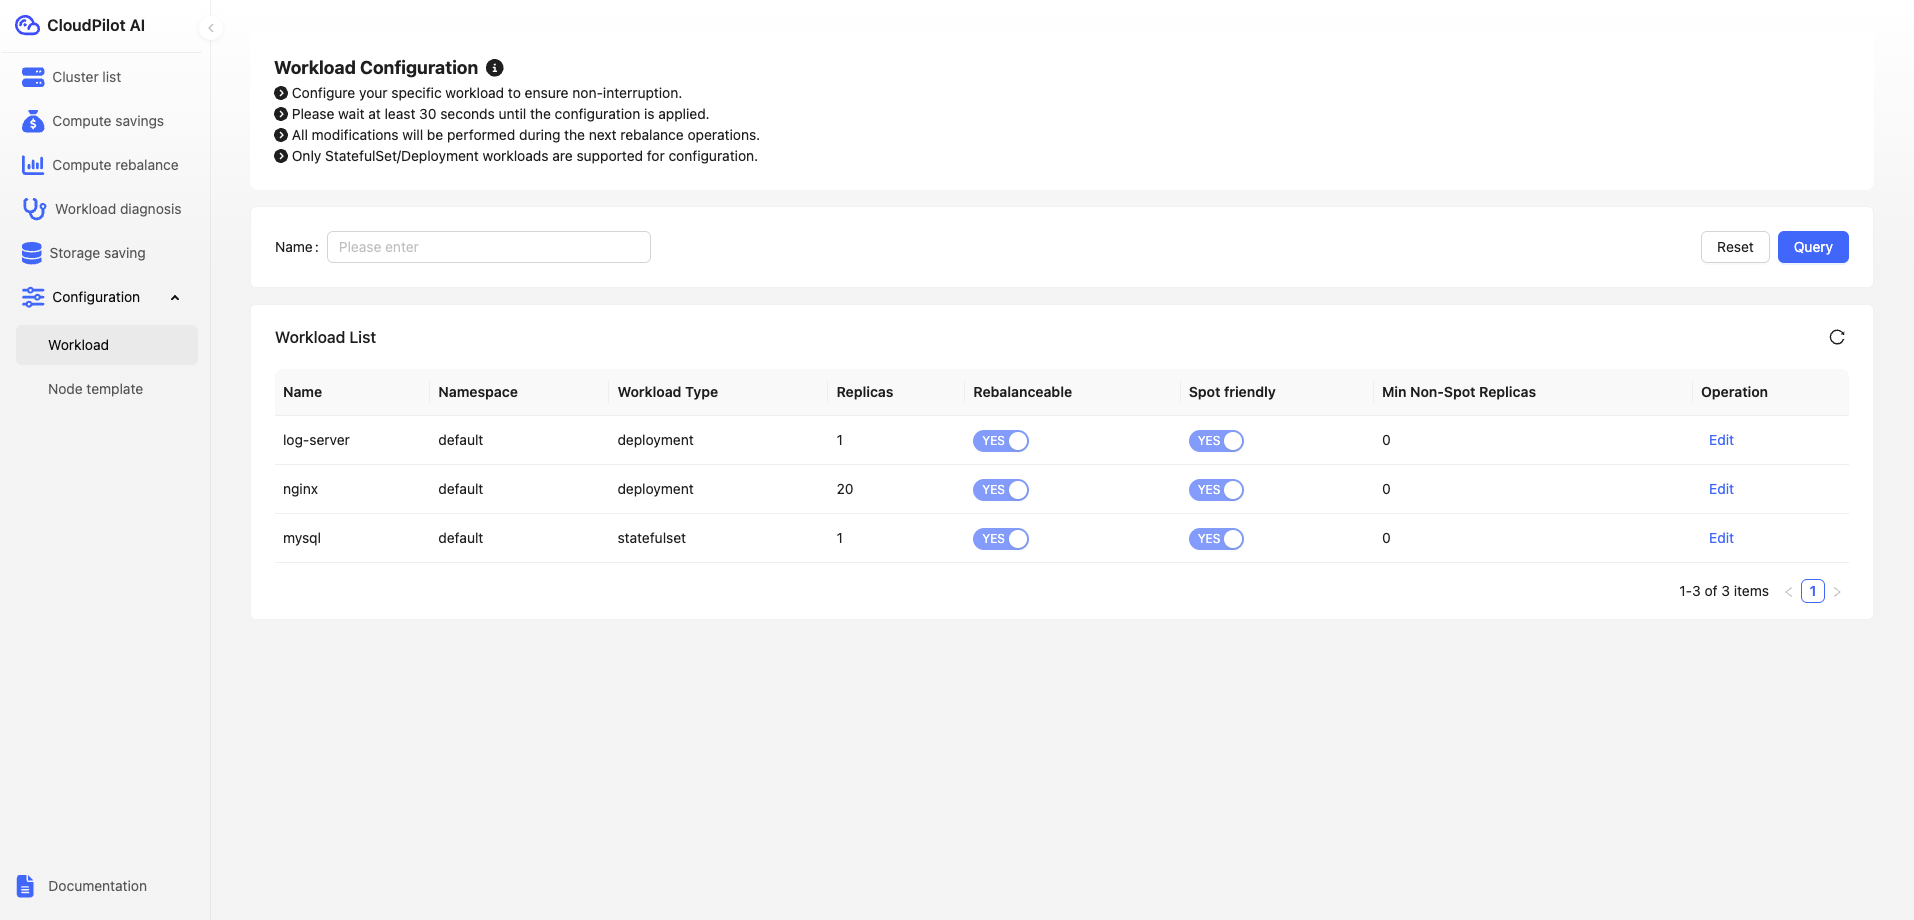 CloudPilot AI
Cluster list
Compute savings
Compute rebalance
Workload diagnosis
Storage saving
Configuration
Workload
Node template
Documentation
Workload Configuration
Configure your specific workload to ensure non-interruption.
Please wait at least 30 seconds until the configuration is applied.
All modifications will be performed during the next rebalance operations.
Only StatefulSet/Deployment workloads are supported for configuration.
Name: Please enter Reset Query
Workload List
Name Namespace Workload Type Replicas Rebalanceable Spot friendly Min Non-Spot Replicas Operation
log-server default deployment 1 YES YES 0 Edit
nginx default deployment 20 YES YES 0 Edit
mysql default statefulset 1 YES YES 0 Edit
1-3 of 3 items < 1 >